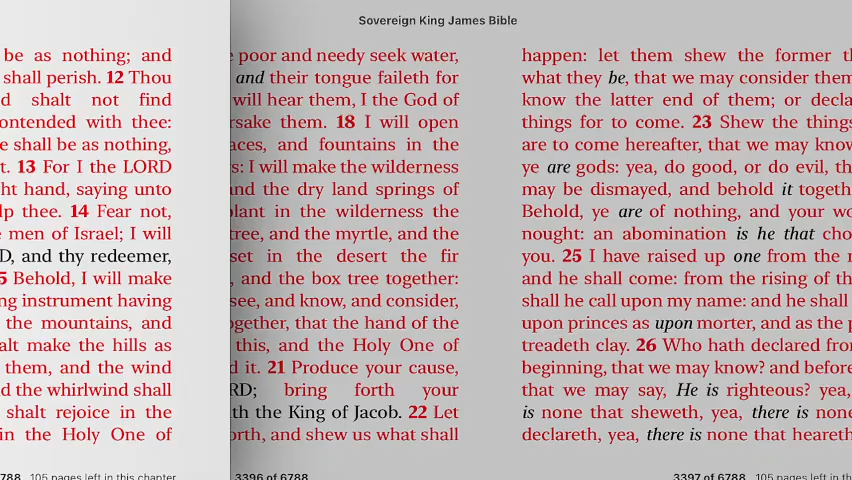 Sovereign King James Bible
be as nothing; and
shall perish. 12 Thou
shalt not find
ontended with thee:
e shall be as nothing,
t. 13 For I the LORD
ht hand, saying unto
lp thee. 14 Fear not,
e men of Israel; I will
D, and thy redeemer,
5 Behold, I will make
ng instrument having
the mountains, and
alt make the hills as
them, and the wind
d the whirlwind shall
shalt rejoice in the
in the Holy One of
788 105 pages left in this chapter
e poor and needy seek water,
and their tongue faileth for
will hear them, I the God of
rsake them. 18 I will open
aces, and fountains in the
s: I will make the wilderness
and the dry land springs of
plant in the wilderness the
tree, and the myrtle, and the
set in the desert the fir
, and the box tree together:
see, and know, and consider,
ogether, that the hand of the
this, and the Holy One of
d it. 21 Produce your cause,
RD; bring forth your
th the King of Jacob. 22 Let
orth, and shew us what shall
3396 of 6788
happen: let them shew the former th
what they be, that we may consider them
know the latter end of them; or decla
things for to come. 23 Shew the things
are to come hereafter, that we may know
ye are gods: yea, do good, or do evil, th
may be dismayed, and behold it togeth
Behold, ye are of nothing, and your wo
nought: an abomination is he that cho
you. 25 I have raised up one from the n
and he shall come: from the rising of th
shall he call upon my name: and he shall
upon princes as upon morter, and as the p
treadeth clay. 26 Who hath declared from
beginning, that we may know? and before
that we may say, He is righteous? yea,
is none that sheweth, yea, there is none
declareth, yea, there is none that heareth
3397 of 6788 105 pages left in th